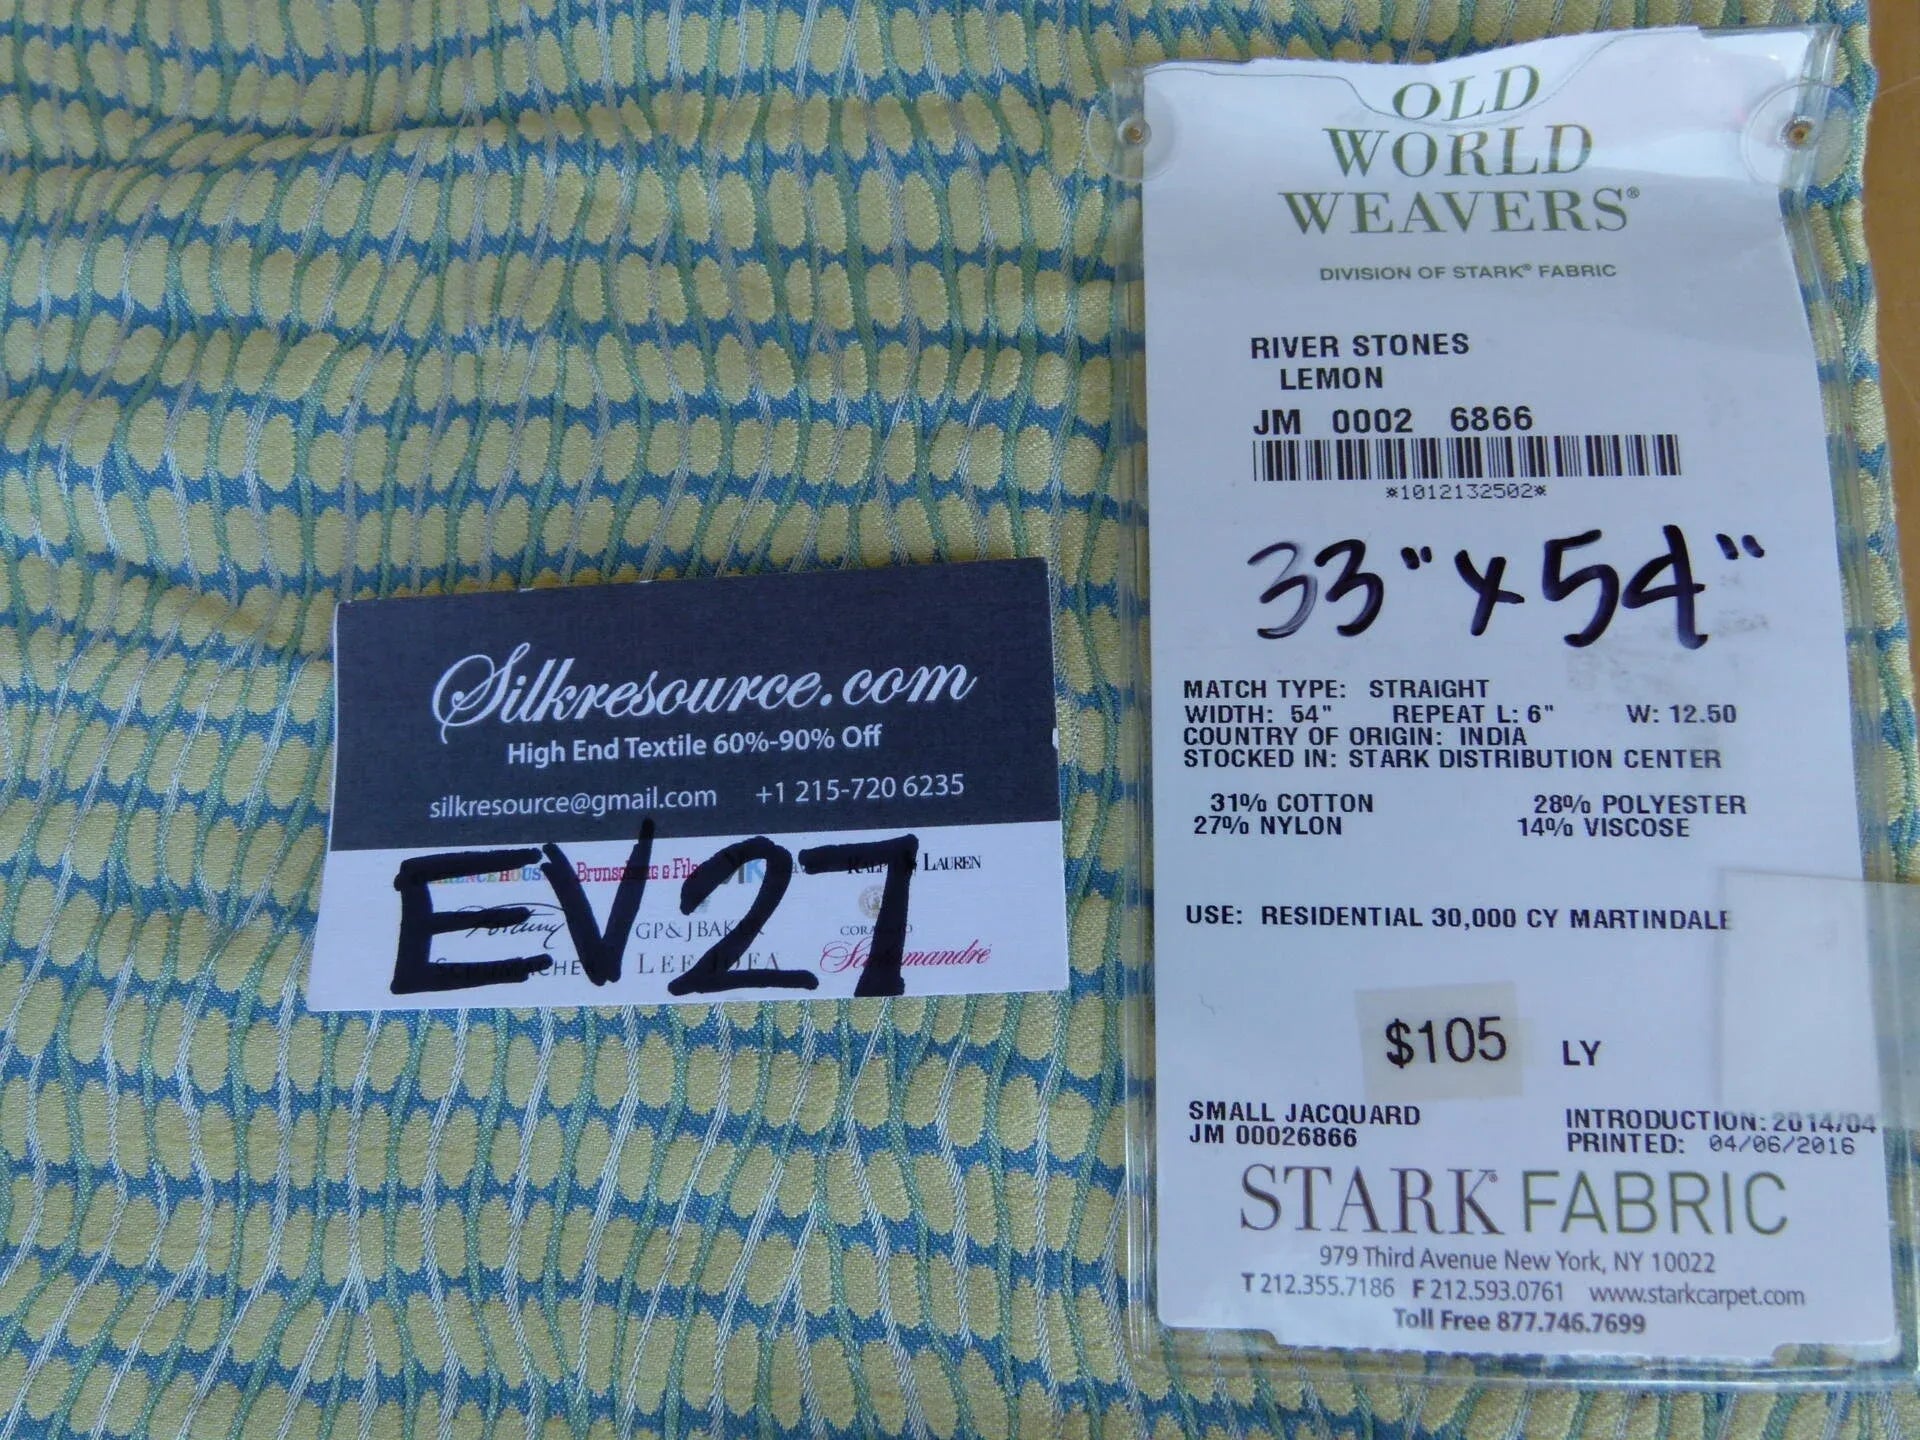 OLD
WORLD
WEAVERS®
DIVISION OF STARK® FABRIC
RIVER STONES
LEMON
JM 0002 6866
*1012132502*
33" x 54"
MATCH TYPE: STRAIGHT
WIDTH: 54" REPEAT L: 6" W: 12.50
COUNTRY OF ORIGIN: INDIA
STOCKED IN: STARK DISTRIBUTION CENTER
31% COTTON 28% POLYESTER
27% NYLON 14% VISCOSE
USE: RESIDENTIAL 30,000 CY MARTINDALE
$105 LY
SMALL JACQUARD INTRODUCTION: 2014/04
JM 00026866 PRINTED: 04/06/2016
STARK® FABRIC
979 Third Avenue New York, NY 10022
T 212.355.7186 F 212.593.0761 www.starkcarpet.com
Toll Free 877.746.7699
Silkresource.com
High End Textile 60%-90% Off
silkresource@gmail.com +1 215-720 6235
EV27
Brunschwig & Fils RALPH LAUREN
Fortuny GP & J BAKER
SCHUMACHER LEE JOFA Scalamandré